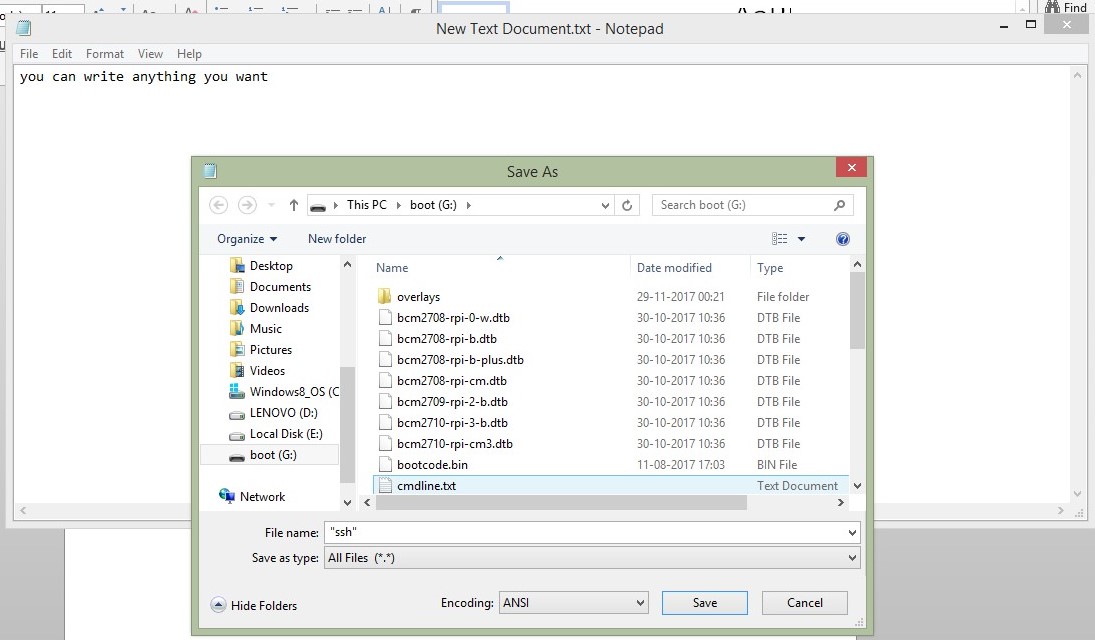 Find
New Text Document.txt - Notepad
File Edit Format View Help
you can write anything you want
Save As
This PC boot (G:)
Search boot (G:)
Organize New folder
Name Date modified Type
Desktop
Documents
Downloads
Music
Pictures
Videos
Windows8_OS (C
LENOVO (D:)
Local Disk (E:)
boot (G:)
Network
overlays 29-11-2017 00:21 File folder
bcm2708-rpi-0-w.dtb 30-10-2017 10:36 DTB File
bcm2708-rpi-b.dtb 30-10-2017 10:36 DTB File
bcm2708-rpi-b-plus.dtb 30-10-2017 10:36 DTB File
bcm2708-rpi-cm.dtb 30-10-2017 10:36 DTB File
bcm2709-rpi-2-b.dtb 30-10-2017 10:36 DTB File
bcm2710-rpi-3-b.dtb 30-10-2017 10:36 DTB File
bcm2710-rpi-cm3.dtb 30-10-2017 10:36 DTB File
bootcode.bin 11-08-2017 17:03 BIN File
cmdline.txt Text Document
File name: "ssh"
Save as type: All Files (*.*)
Hide Folders
Encoding: ANSI
Save
Cancel